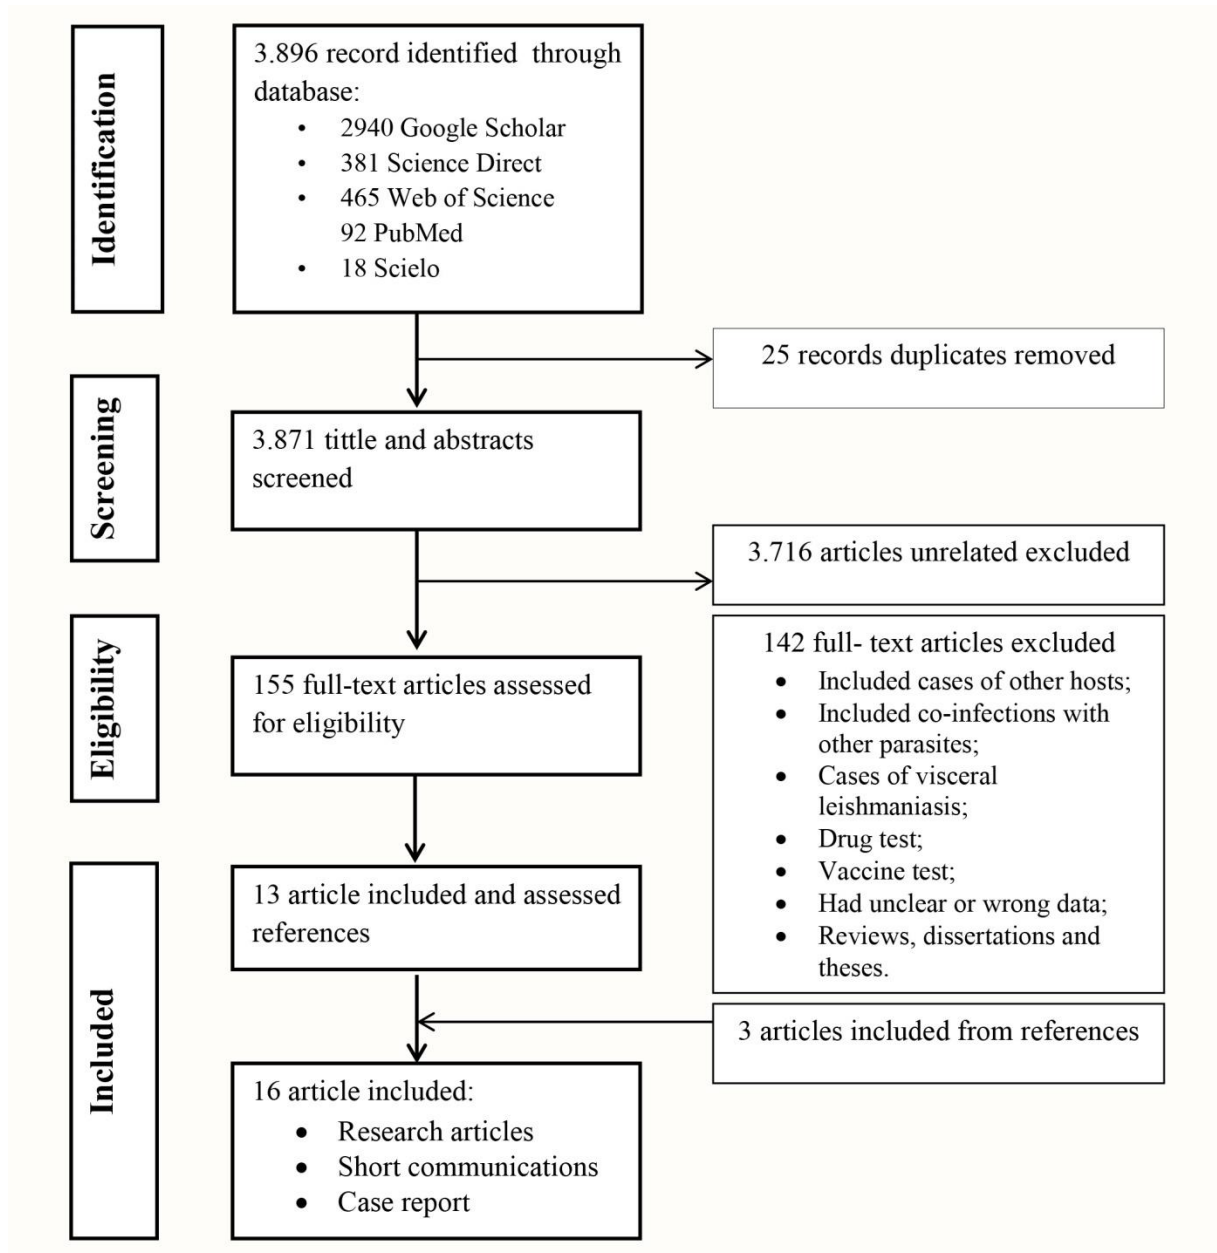 Identification
3.896 record identified through
database:
• 2940 Google Scholar
• 381 Science Direct
• 465 Web of Science
92 PubMed
• 18 Scielo
25 records duplicates removed
Screening
3.871 tittle and abstracts
screened
3.716 articles unrelated excluded
Eligibility
155 full-text articles assessed
for eligibility
142 full- text articles excluded
• Included cases of other hosts;
• Included co-infections with
other parasites;
• Cases of visceral
leishmaniasis;
• Drug test;
• Vaccine test;
• Had unclear or wrong data;
• Reviews, dissertations and
theses.
Included
13 article included and assessed
references
3 articles included from references
16 article included:
• Research articles
• Short communications
• Case report